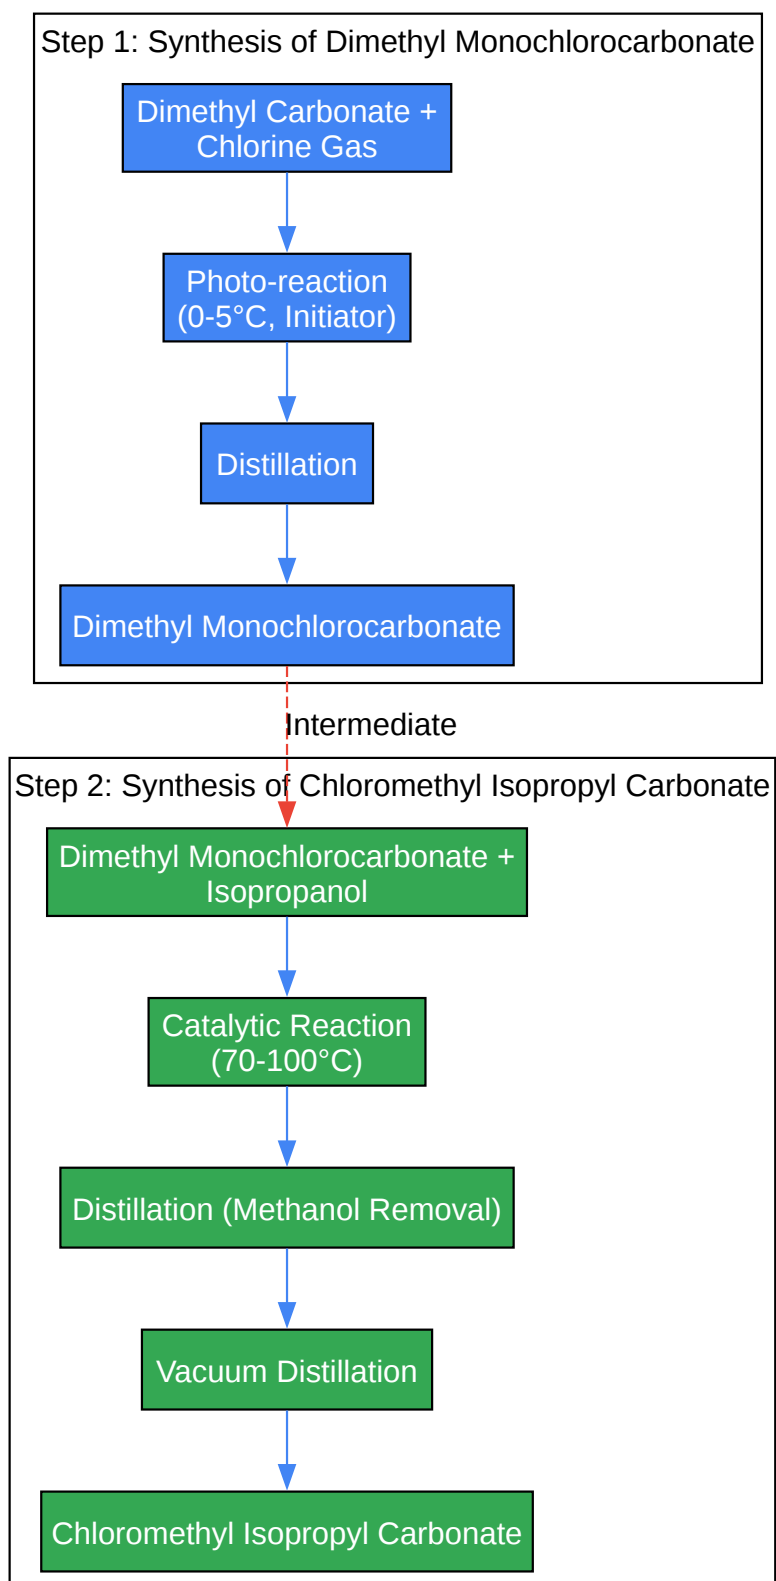 Step 1: Synthesis of Dimethyl Monochlorocarbonate
Dimethyl Carbonate +
Chlorine Gas
Photo-reaction
(0-5°C, Initiator)
Distillation
Dimethyl Monochlorocarbonate
Intermediate
Step 2: Synthesis of Chloromethyl Isopropyl Carbonate
Dimethyl Monochlorocarbonate +
Isopropanol
Catalytic Reaction
(70-100°C)
Distillation (Methanol Removal)
Vacuum Distillation
Chloromethyl Isopropyl Carbonate